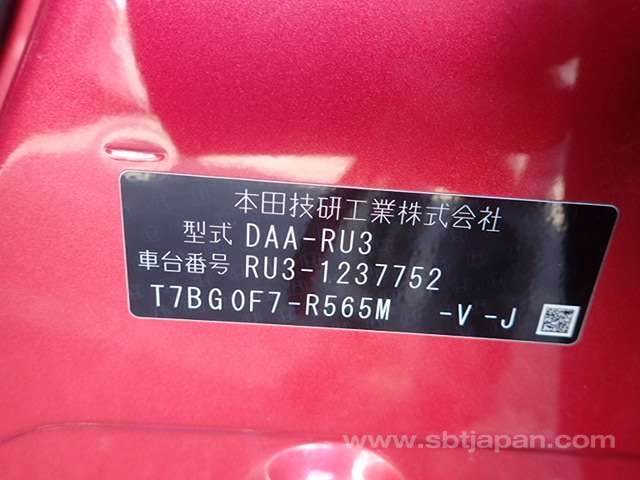 本田技研工業株式会社
型式 DAA-RU3
車台番号 RU3-1237752
T7BG0F7-R565M -V -J
www.sbtjapan.com